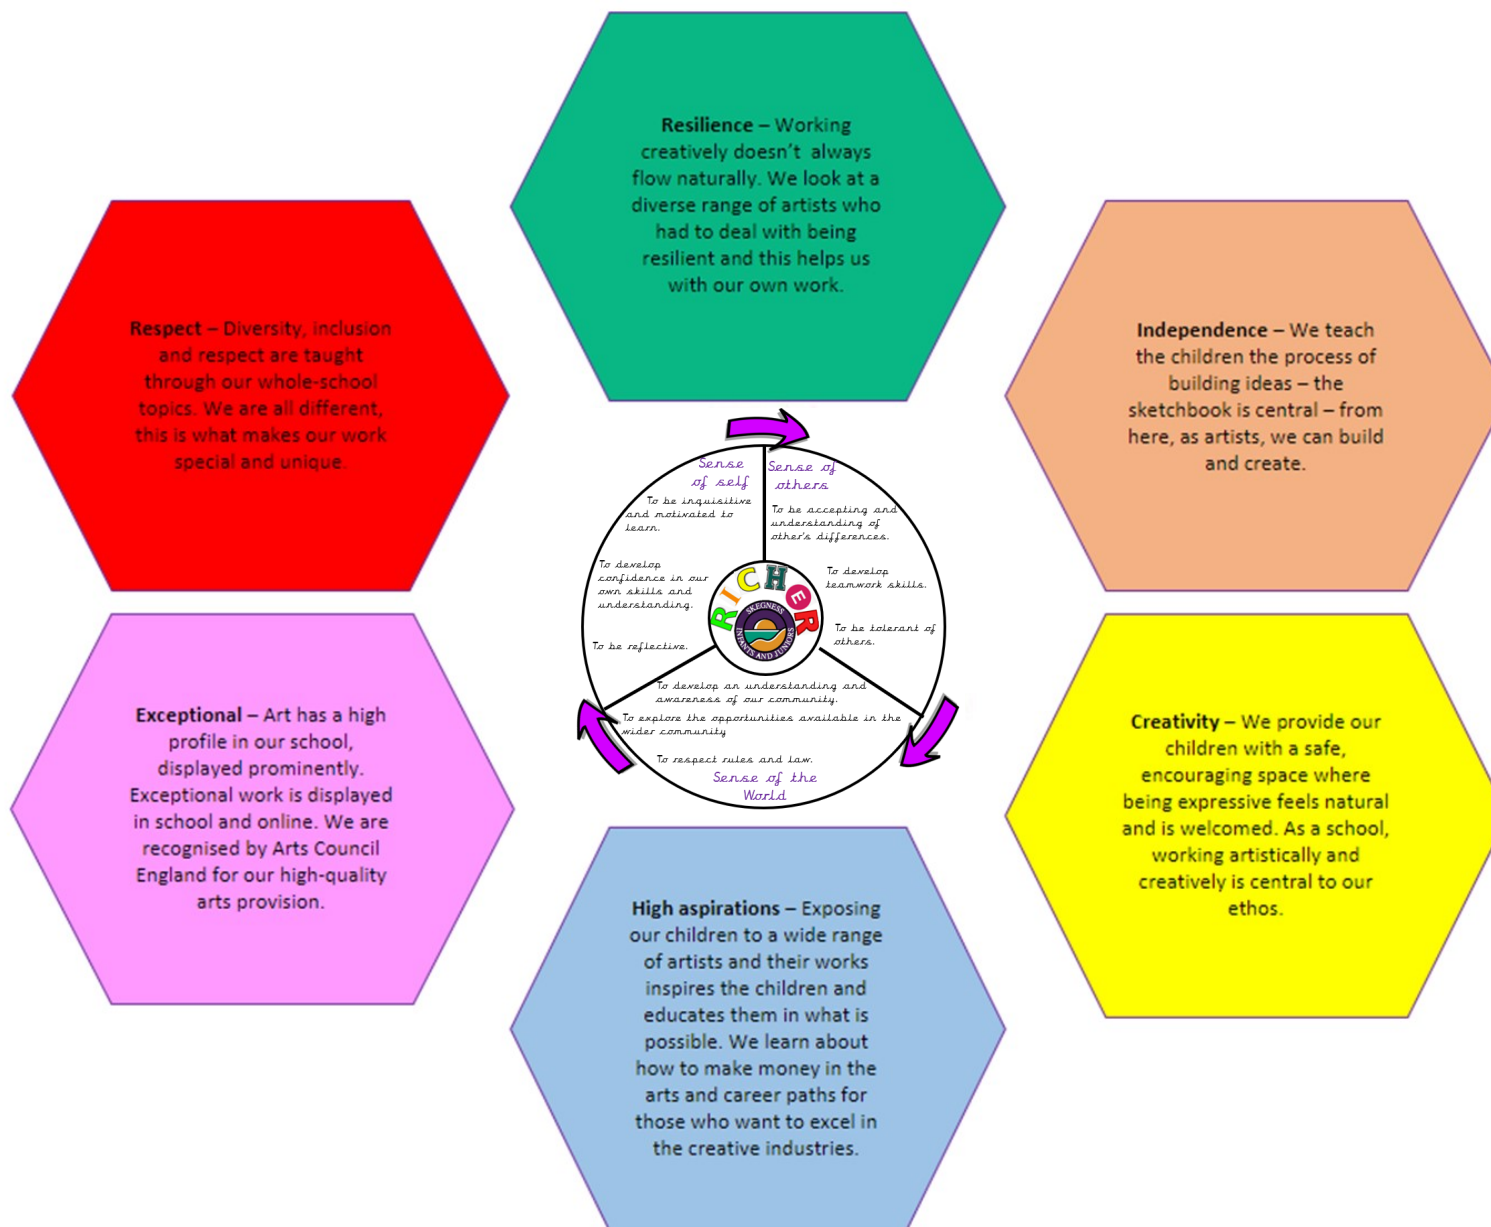 Resilience – Working
creatively doesn't  always
flow naturally. We look at a
diverse range of artists who
had to deal with being
resilient and this helps us
with our own work.
Respect – Diversity, inclusion
and respect are taught
through our whole-school
topics. We are all different,
this is what makes our work
special and unique.
Independence – We teach
the children the process of
building ideas – the
sketchbook is central – from
here, as artists, we can build
and create.
Sense
of self
To be inquisitive
and motivated to
learn.
To develop
confidence in our
own skills and
understanding.
To be reflective.
Sense of
others
To be accepting and
understanding of
other's differences.
To develop
teamwork skills.
To be tolerant of
others.
RICHER
SKEGNESS
INFANTS AND JUNIORS
To develop an understanding and
awareness of our community.
To explore the opportunities available in the
wider community
To respect rules and law.
Sense of the
World
Exceptional – Art has a high
profile in our school,
displayed prominently.
Exceptional work is displayed
in school and online. We are
recognised by Arts Council
England for our high-quality
arts provision.
Creativity – We provide our
children with a safe,
encouraging space where
being expressive feels natural
and is welcomed. As a school,
working artistically and
creatively is central to our
ethos.
High aspirations – Exposing
our children to a wide range
of artists and their works
inspires the children and
educates them in what is
possible. We learn about
how to make money in the
arts and career paths for
those who want to excel in
the creative industries.